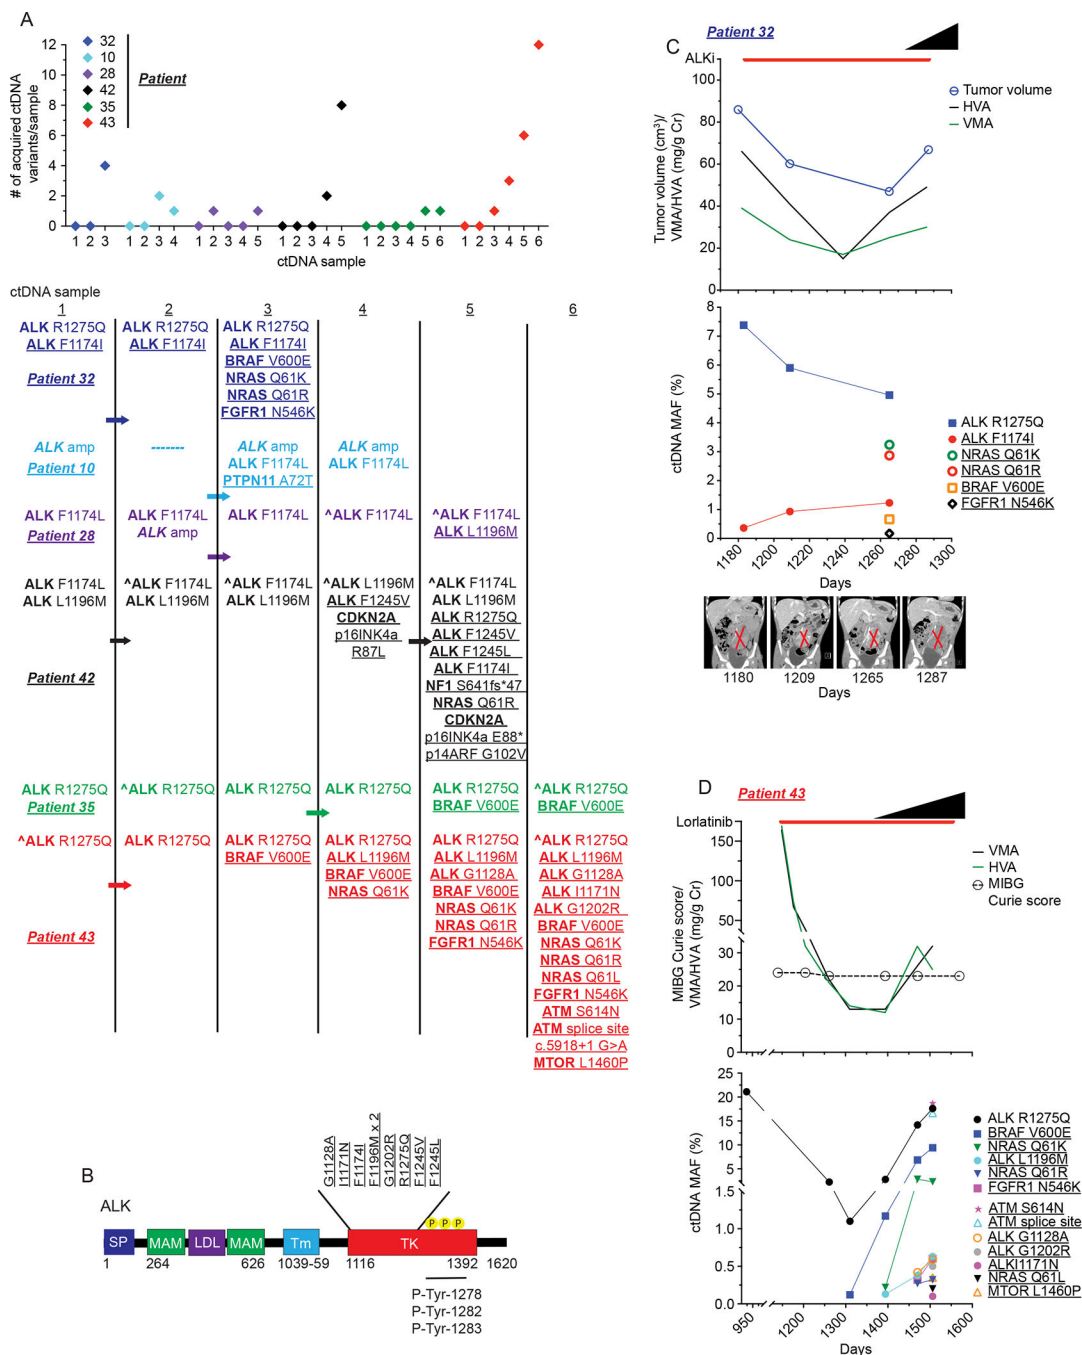 A
# of acquired ctDNA
variants/sample
12
10
8
6
4
2
0
32
10
28
42
35
43
Patient
1 2 3 1 2 3 4 1 2 3 4 5 1 2 3 4 5 1 2 3 4 5 6 1 2 3 4 5 6
ctDNA sample
ctDNA sample
1 2 3 4 5 6
ALK R1275Q ALK R1275Q ALK R1275Q
ALK F1174I ALK F1174I ALK F1174I
BRAF V600E
Patient 32 NRAS Q61K
NRAS Q61R
FGFR1 N546K
ALK amp ------- ALK amp ALK amp
Patient 10 ALK F1174L ALK F1174L
PTPN11 A72T
ALK F1174L ALK F1174L ALK F1174L ^ALK F1174L ^ALK F1174L
Patient 28 ALK amp ALK L1196M
ALK F1174L ^ALK F1174L ^ALK F1174L ^ALK L1196M ^ALK F1174L
ALK L1196M ALK L1196M ALK L1196M ALK F1245V ALK L1196M
CDKN2A ALK R1275Q
p16INK4a ALK F1245V
R87L ALK F1245L
ALK F1174I
Patient 42 NF1 S641fs*47
NRAS Q61R
CDKN2A
p16INK4a E88*
p14ARF G102V
ALK R1275Q ^ALK R1275Q ALK R1275Q ALK R1275Q ALK R1275Q ^ALK R1275Q
Patient 35 BRAF V600E BRAF V600E
^ALK R1275Q ALK R1275Q ALK R1275Q ALK R1275Q ALK R1275Q ^ALK R1275Q
BRAF V600E ALK L1196M ALK L1196M ALK L1196M
BRAF V600E ALK G1128A ALK G1128A
NRAS Q61K BRAF V600E ALK I1171N
NRAS Q61K ALK G1202R
NRAS Q61R BRAF V600E
Patient 43 FGFR1 N546K NRAS Q61K
NRAS Q61R
NRAS Q61L
FGFR1 N546K
ATM S614N
ATM splice site
c.5918+1 G>A
MTOR L1460P
B
G1128A
I1171N
F1174I
F1196M x 2
G1202R
R1275Q
F1245V
F1245L
ALK
P P P
SP MAM LDL MAM Tm TK
1 264 626 1039-59 1116 1392 1620
P-Tyr-1278
P-Tyr-1282
P-Tyr-1283
C
Patient 32
ALKi
Tumor volume (cm3)/
VMA/HVA (mg/g Cr)
100
80
60
40
20
0
Tumor volume
HVA
VMA
ctDNA MAF (%)
8
7
6
5
4
3
2
1
0
ALK R1275Q
ALK F1174I
NRAS Q61K
NRAS Q61R
BRAF V600E
FGFR1 N546K
1180 1200 1220 1240 1260 1280 1300
Days
1180 1209 1265 1287
Days
D
Patient 43
Lorlatinib
MIBG Curie score/
VMA/HVA (mg/g Cr)
150
100
50
30
20
10
0
VMA
HVA
MIBG
Curie score
ctDNA MAF (%)
25
20
15
10
5
1.5
1.0
0.5
0.0
ALK R1275Q
BRAF V600E
NRAS Q61K
ALK L1196M
NRAS Q61R
FGFR1 N546K
ATM S614N
ATM splice site
ALK G1128A
ALK G1202R
ALKI1171N
NRAS Q61L
MTOR L1460P
950 1200 1300 1400 1500 1600
Days